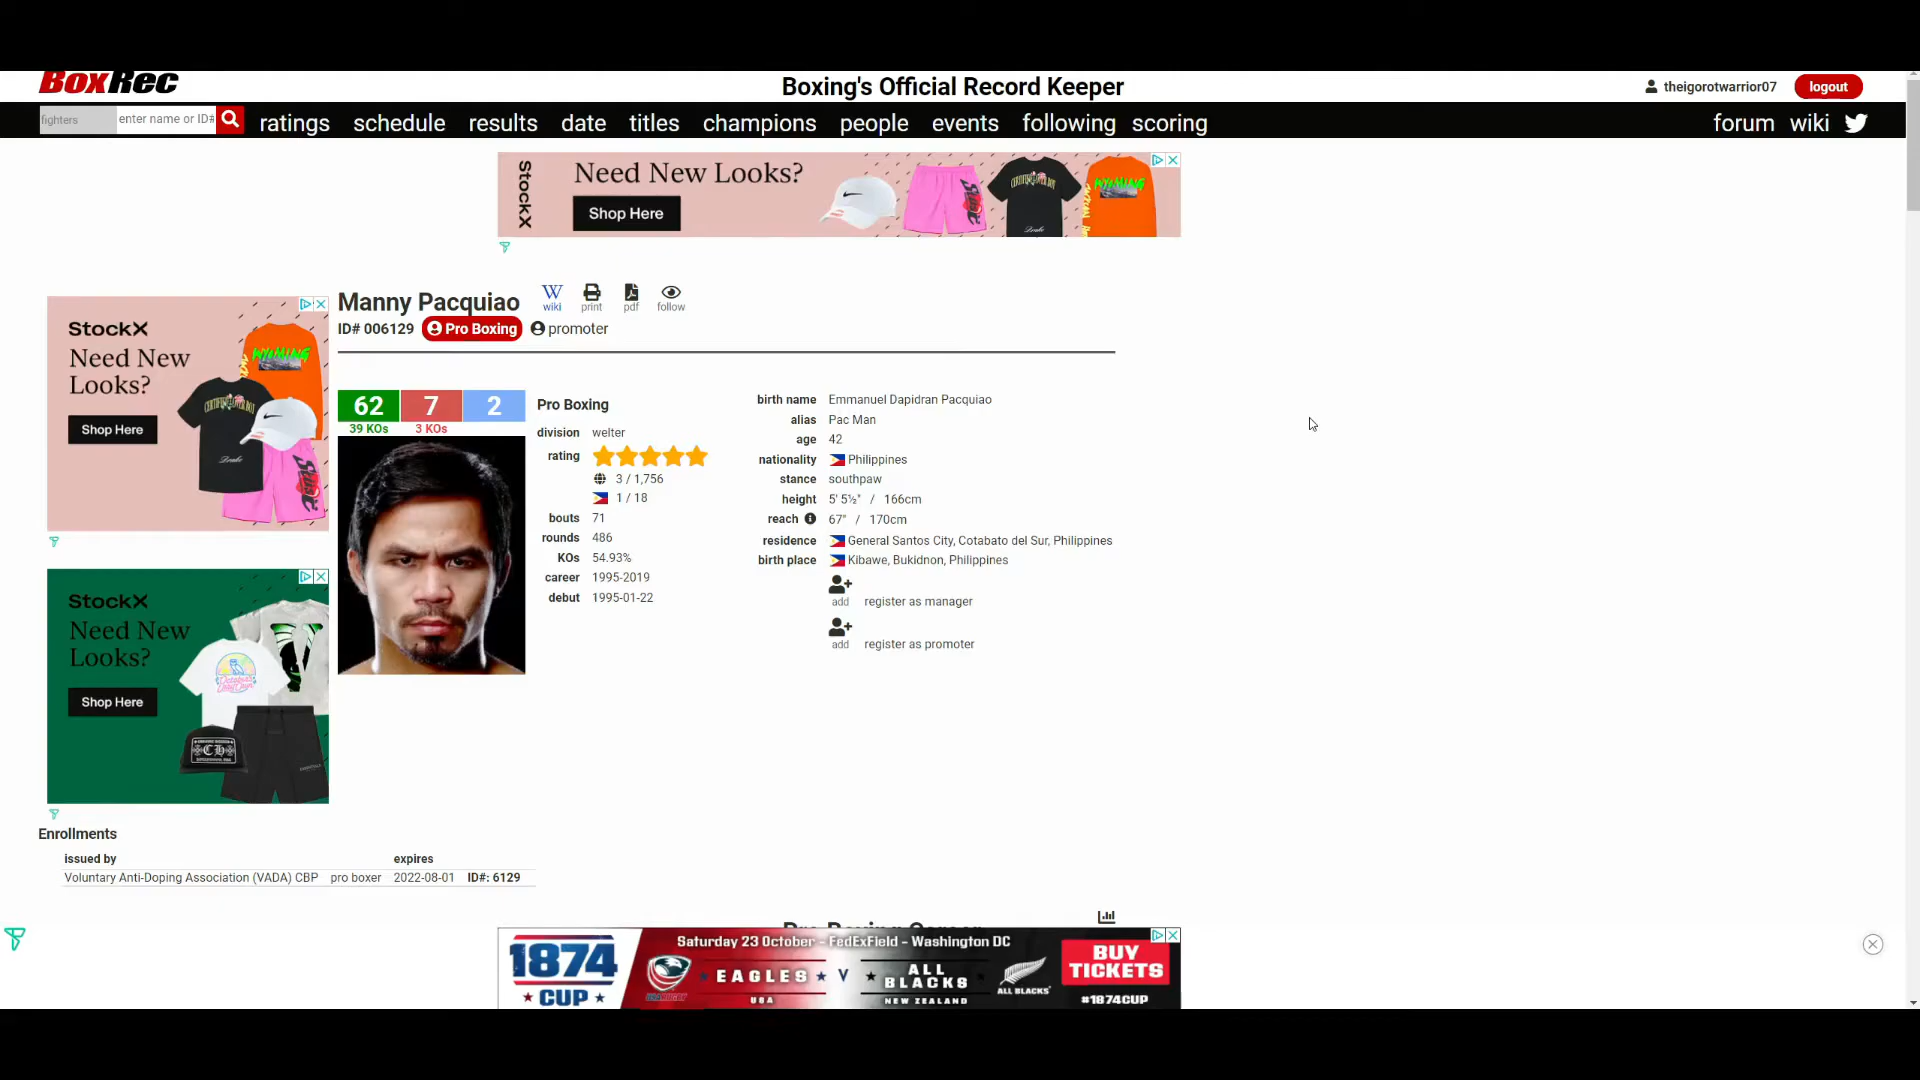 BoxRec
Boxing's Official Record Keeper
theigorotwarrior07
logout
fighters
enter name or ID#
ratings schedule results date titles champions people events following scoring
forum wiki
StockX
Need New Looks?
Shop Here
WYOMING
StockX
Need New
Looks?
Shop Here
WYOMING
Manny Pacquiao
wiki print pdf follow
ID# 006129 Pro Boxing promoter
62 7 2
39 KOs 3 KOs
Pro Boxing
division welter
rating
3 / 1,756
1 / 18
bouts 71
rounds 486
KOs 54.93%
career 1995-2019
debut 1995-01-22
birth name Emmanuel Dapidran Pacquiao
alias Pac Man
age 42
nationality Philippines
stance southpaw
height 5' 5½" / 166cm
reach 67" / 170cm
residence General Santos City, Cotabato del Sur, Philippines
birth place Kibawe, Bukidnon, Philippines
add register as manager
add register as promoter
StockX
Need New
Looks?
Shop Here
CH
Enrollments
issued by expires
Voluntary Anti-Doping Association (VADA) CBP pro boxer 2022-08-01 ID#: 6129
1874
CUP
Saturday 23 October - FedExField - Washington DC
EAGLES
USA
V
ALL
BLACKS
NEW ZEALAND
ALL BLACKS
BUY
TICKETS
#1874CUP